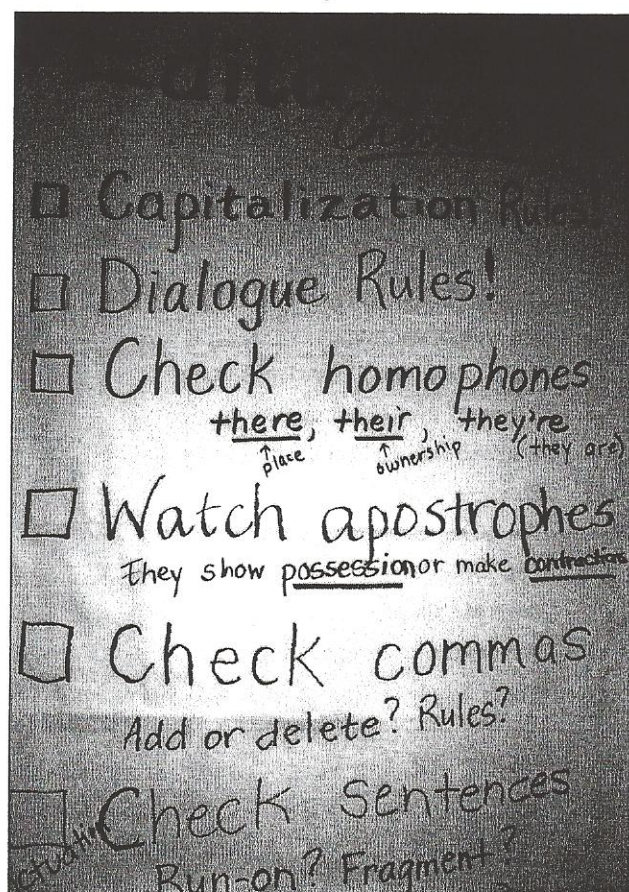 Capitalization Rules!
Dialogue Rules!
Check homophones
there, their, they're
place ownership (they are)
Watch apostrophes
they show possession or make contractions
Check commas
Add or delete? Rules?
Check sentences
Run-on? Fragment?